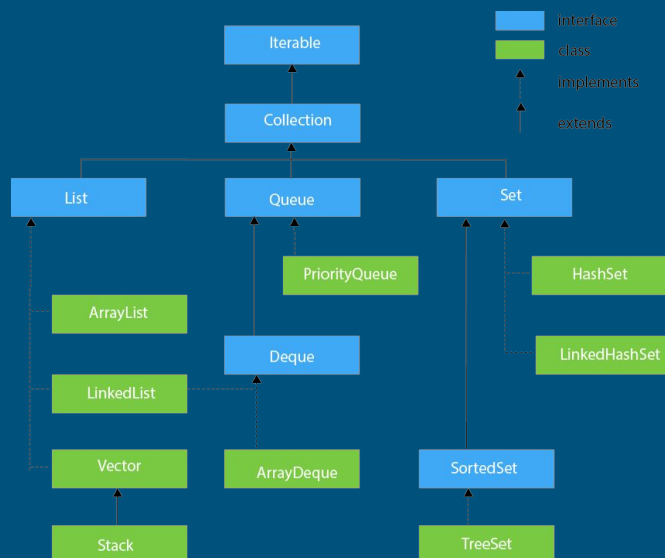 interface
Iterable
class
implements
Collection
extends
List
Queue
Set
PriorityQueue
HashSet
ArrayList
Deque
LinkedHashSet
LinkedList
Vector
ArrayDeque
SortedSet
Stack
TreeSet